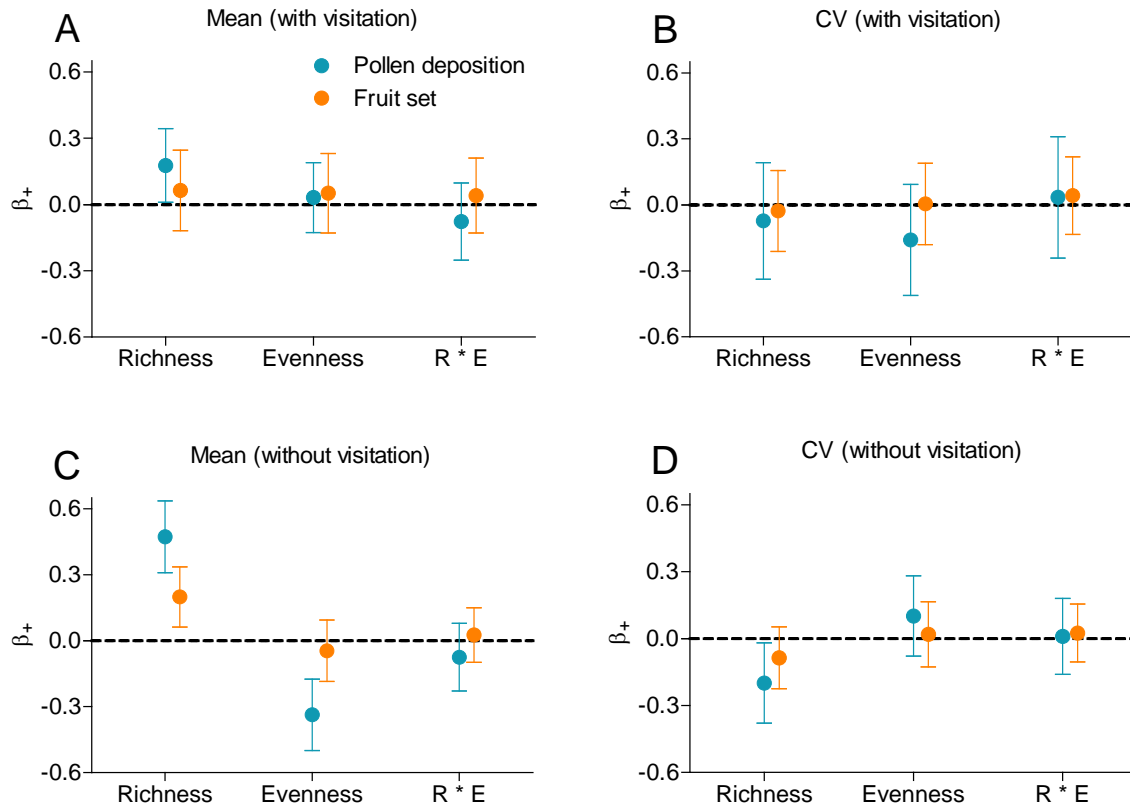 A
Mean (with visitation)
Pollen deposition
Fruit set
β+
0.6
0.3
0.0
-0.3
-0.6
Richness Evenness R * E
B
CV (with visitation)
β+
0.6
0.3
0.0
-0.3
-0.6
Richness Evenness R * E
C
Mean (without visitation)
β+
0.6
0.3
0.0
-0.3
-0.6
Richness Evenness R * E
D
CV (without visitation)
β+
0.6
0.3
0.0
-0.3
-0.6
Richness Evenness R * E